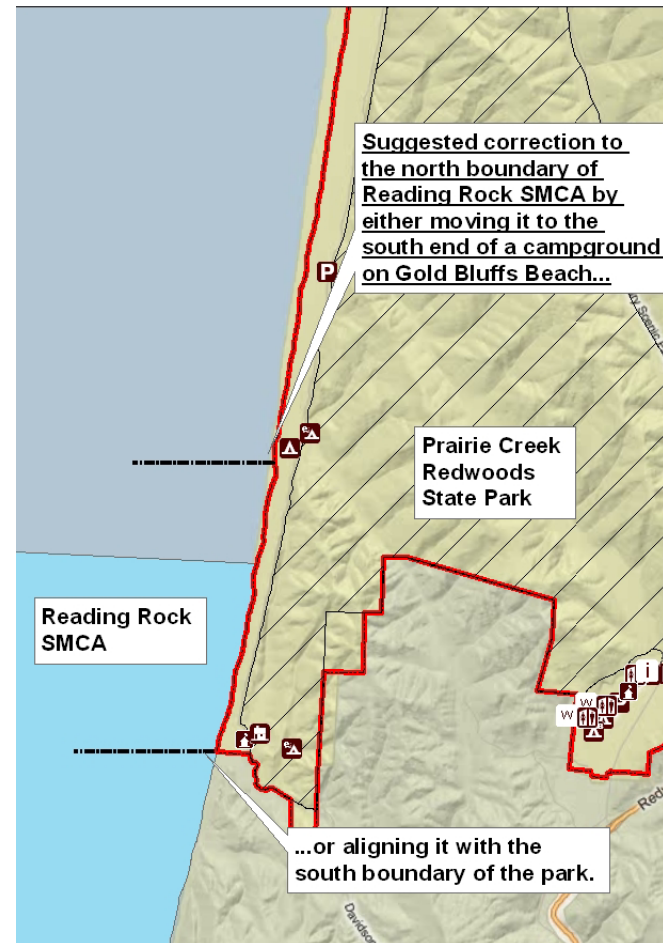 Suggested correction to
the north boundary of
Reading Rock SMCA by
either moving it to the
south end of a campground
on Gold Bluffs Beach...
P
Scenic
Prairie Creek
Redwoods
State Park
Reading Rock
SMCA
i
W
W
...or aligning it with the
south boundary of the park.
Davidson